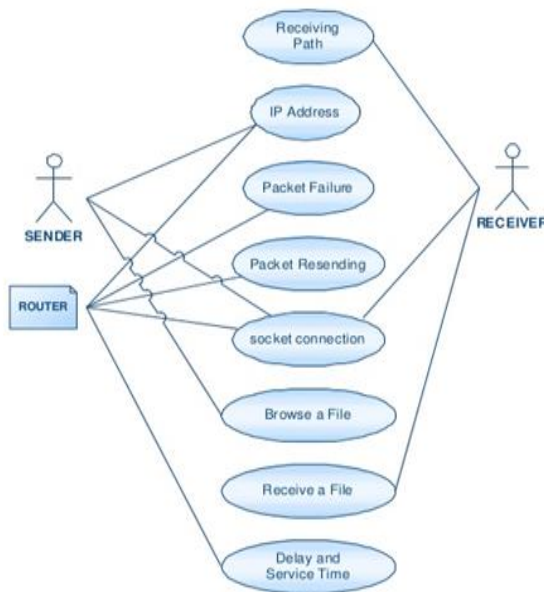 Receiving
Path
IP Address
Packet Failure
SENDER
RECEIVER
Packet Resending
ROUTER
socket connection
Browse a File
Receive a File
Delay and
Service Time